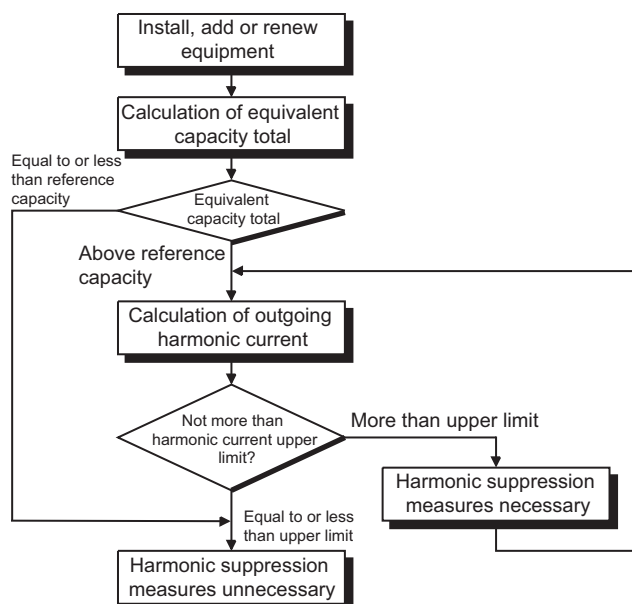 Install, add or renew
equipment
Calculation of equivalent
capacity total
Equal to or less
than reference
capacity
Equivalent
capacity total
Above reference
capacity
Calculation of outgoing
harmonic current
Not more than
harmonic current upper
limit?
More than upper limit
Harmonic suppression
measures necessary
Equal to or less
than upper limit
Harmonic suppression
measures unnecessary